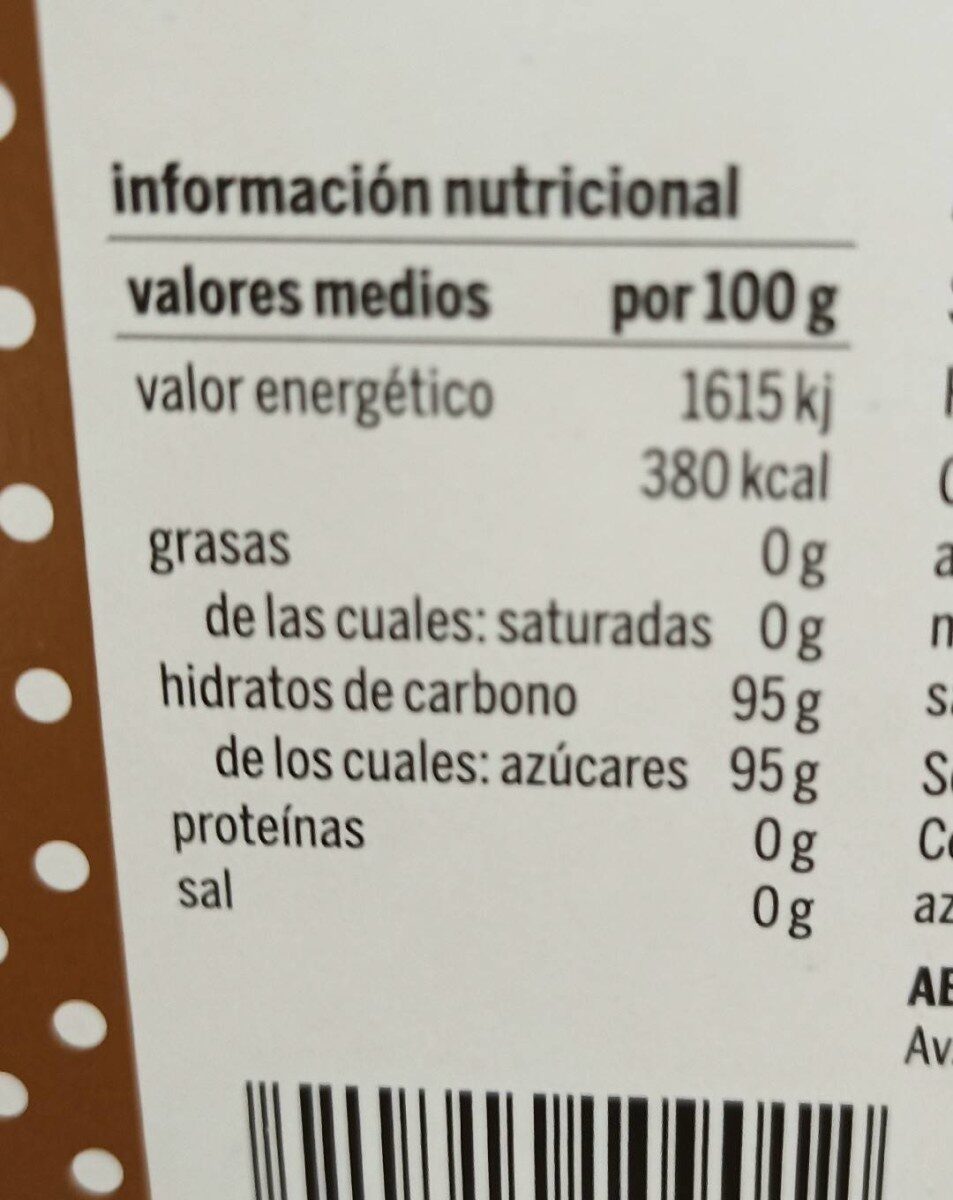 información nutricional
valores medios por 100 g
valor energético 1615 kj
380 kcal
grasas 0 g
de las cuales: saturadas 0 g
hidratos de carbono 95 g
de los cuales: azúcares 95 g
proteínas 0 g
sal 0 g